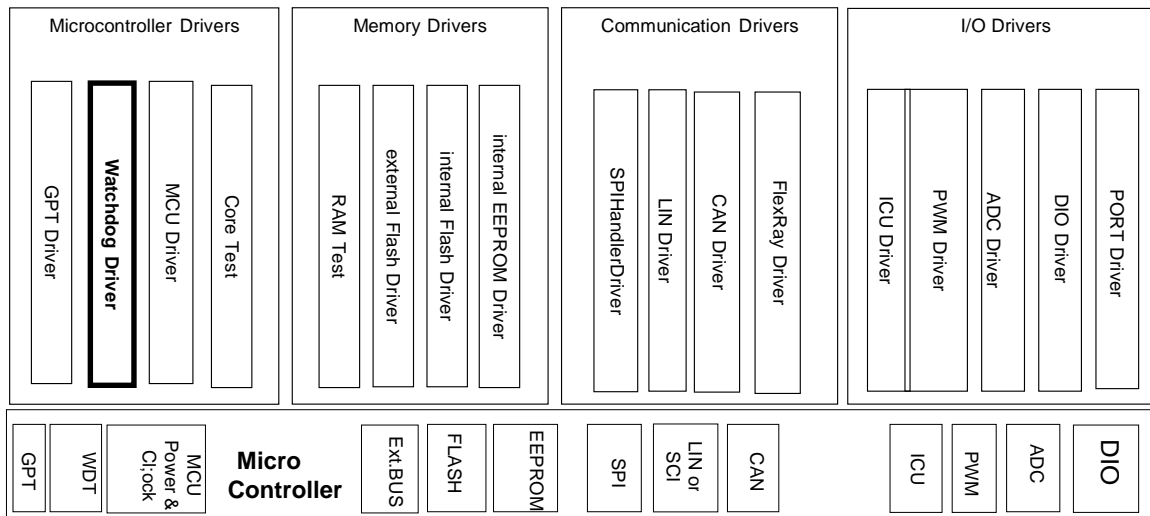 Microcontroller Drivers
Memory Drivers
Communication Drivers
I/O Drivers
GPT Driver
Watchdog Driver
MCU Driver
Core Test
RAM Test
external Flash Driver
internal Flash Driver
internal EEPROM Driver
SPIHandlerDriver
LIN Driver
CAN Driver
FlexRay Driver
ICU Driver
PWM Driver
ADC Driver
DIO Driver
PORT Driver
GPT
WDT
MCU
Power &
Cl;ock
Micro
Controller
Ext.BUS
FLASH
EEPROM
SPI
LIN or
SCI
CAN
ICU
PWM
ADC
DIO